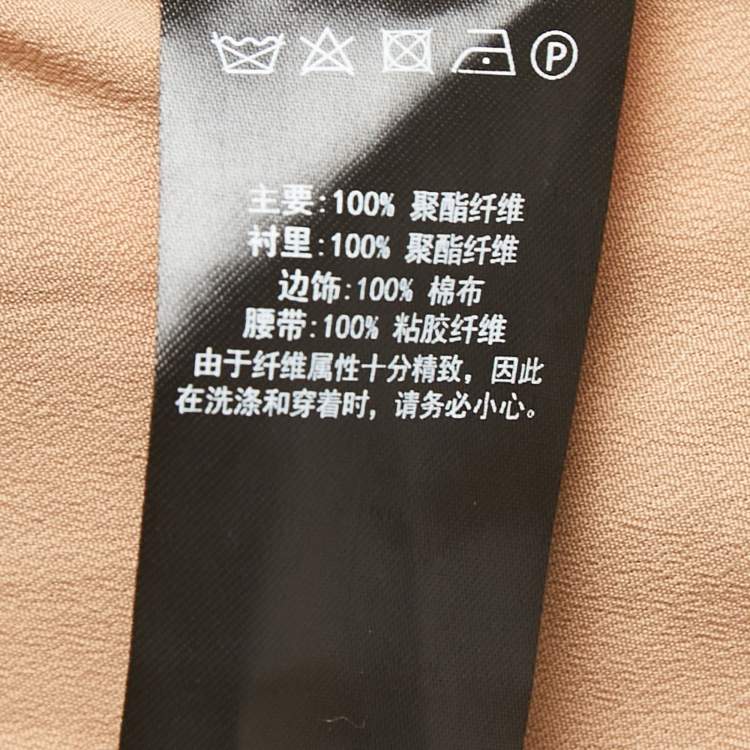 P
主要:100% 聚酯纤维
衬里:100% 聚酯纤维
边饰:100% 棉布
腰带:100% 粘胶纤维
由于纤维属性十分精致，因此
在洗涤和穿着时，请务必小心。